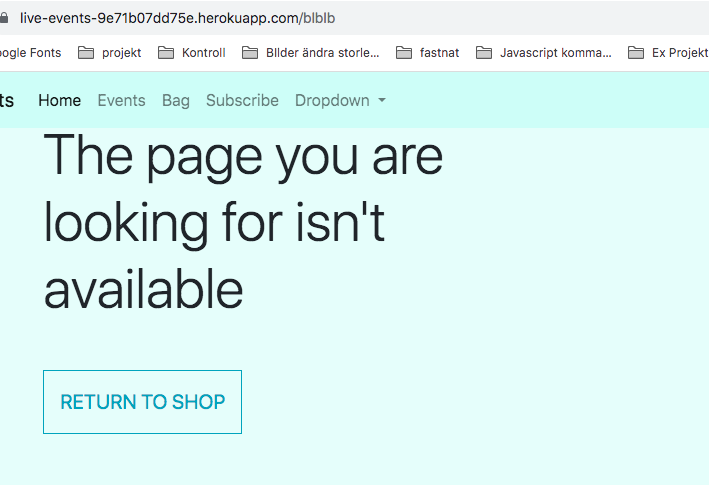 live-events-9e71b07dd75e.herokuapp.com/blblb
ogle Fonts projekt Kontroll BIlder ändra storle... fastnat Javascript komma... Ex Projekt
ts Home Events Bag Subscribe Dropdown
The page you are
looking for isn't
available
RETURN TO SHOP